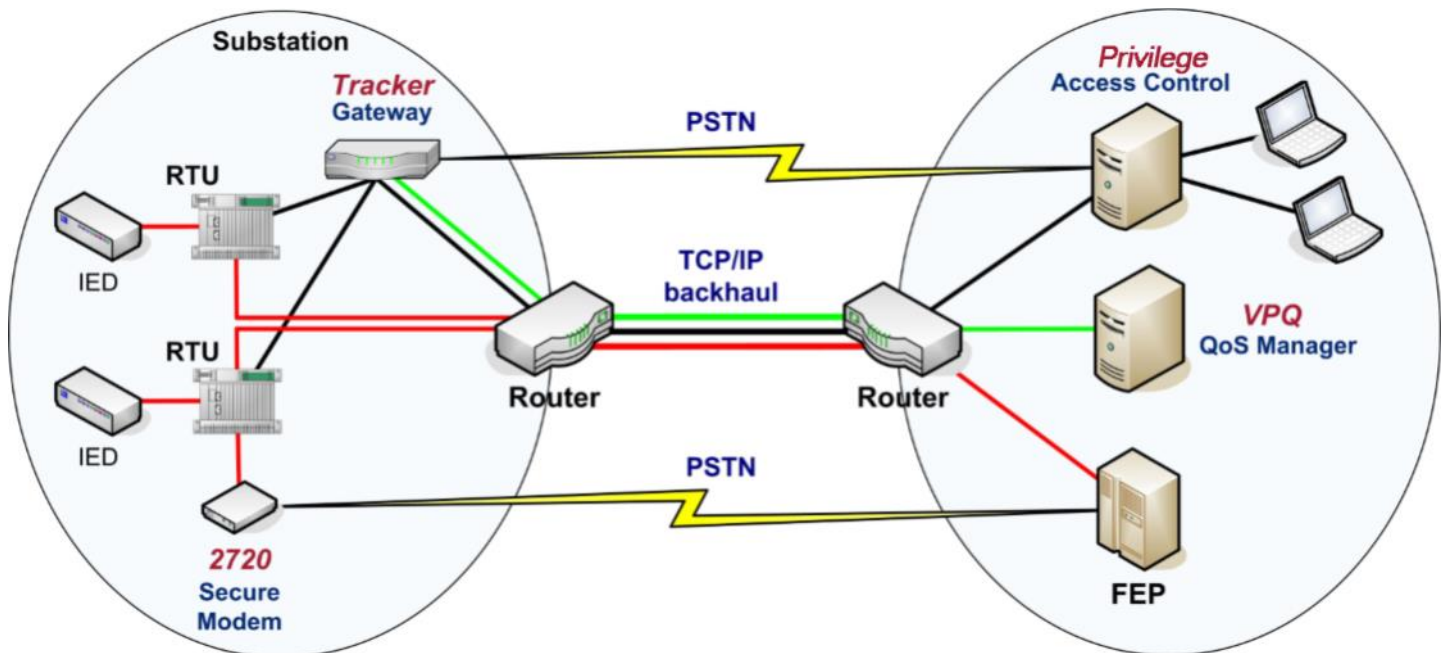 Substation
Tracker
Gateway
RTU
IED
RTU
IED
2720
Secure
Modem
PSTN
TCP/IP
backhaul
Router
Router
PSTN
Privilege
Access Control
VPQ
QoS Manager
FEP